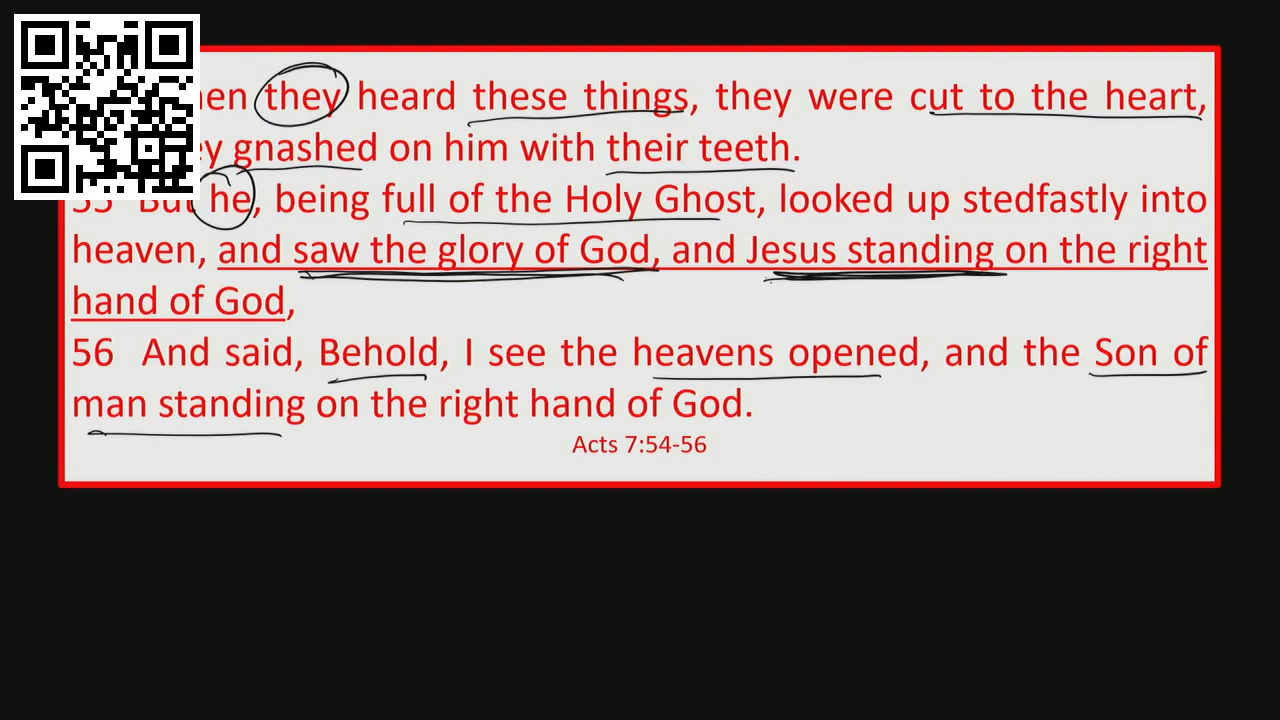 they heard these things, they were cut to the heart,
gnashed on him with their teeth.
55 But he, being full of the Holy Ghost, looked up stedfastly into
heaven, and saw the glory of God, and Jesus standing on the right
hand of God,
56 And said, Behold, I see the heavens opened, and the Son of
man standing on the right hand of God.
Acts 7:54-56